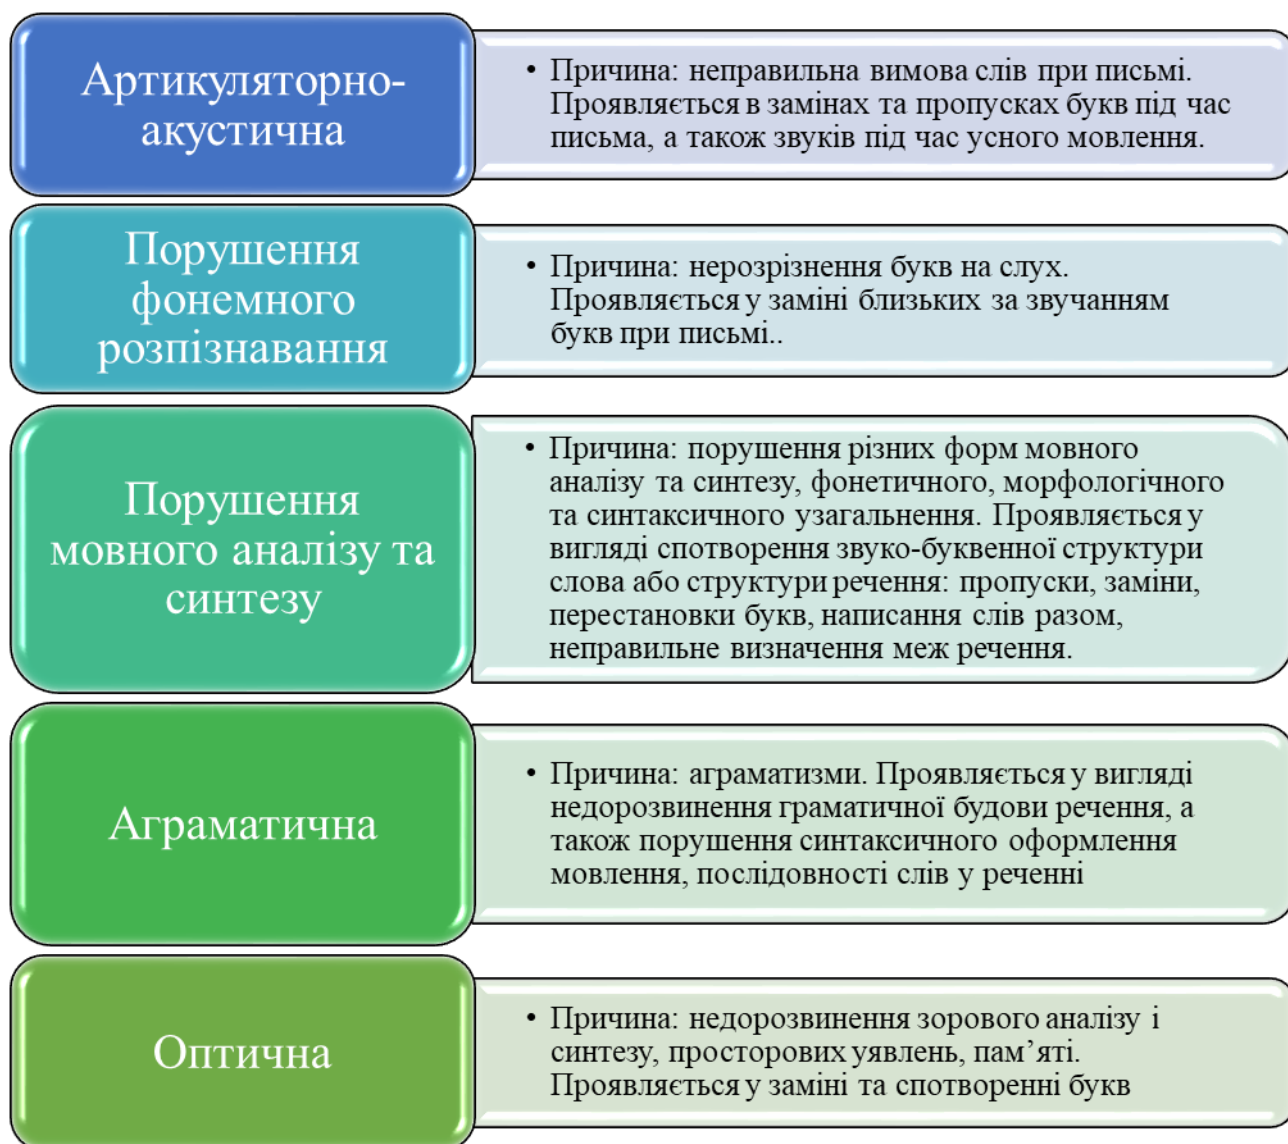 Артикуляторно-
акустична
• Причина: неправильна вимова слів при письмі.
Проявляється в замінах та пропусках букв під час
письма, а також звуків під час усного мовлення.
Порушення
фонемного
розпізнавання
• Причина: нерозрізнення букв на слух.
Проявляється у заміні близьких за звучанням
букв при письмі..
Порушення
мовного аналізу та
синтезу
• Причина: порушення різних форм мовного
аналізу та синтезу, фонетичного, морфологічного
та синтаксичного узагальнення. Проявляється у
вигляді спотворення звуко-буквенної структури
слова або структури речення: пропуски, заміни,
перестановки букв, написання слів разом,
неправильне визначення меж речення.
Аграматична
• Причина: аграматизми. Проявляється у вигляді
недорозвинення граматичної будови речення, а
також порушення синтаксичного оформлення
мовлення, послідовності слів у реченні
Оптична
• Причина: недорозвинення зорового аналізу і
синтезу, просторових уявлень, пам’яті.
Проявляється у заміні та спотворенні букв